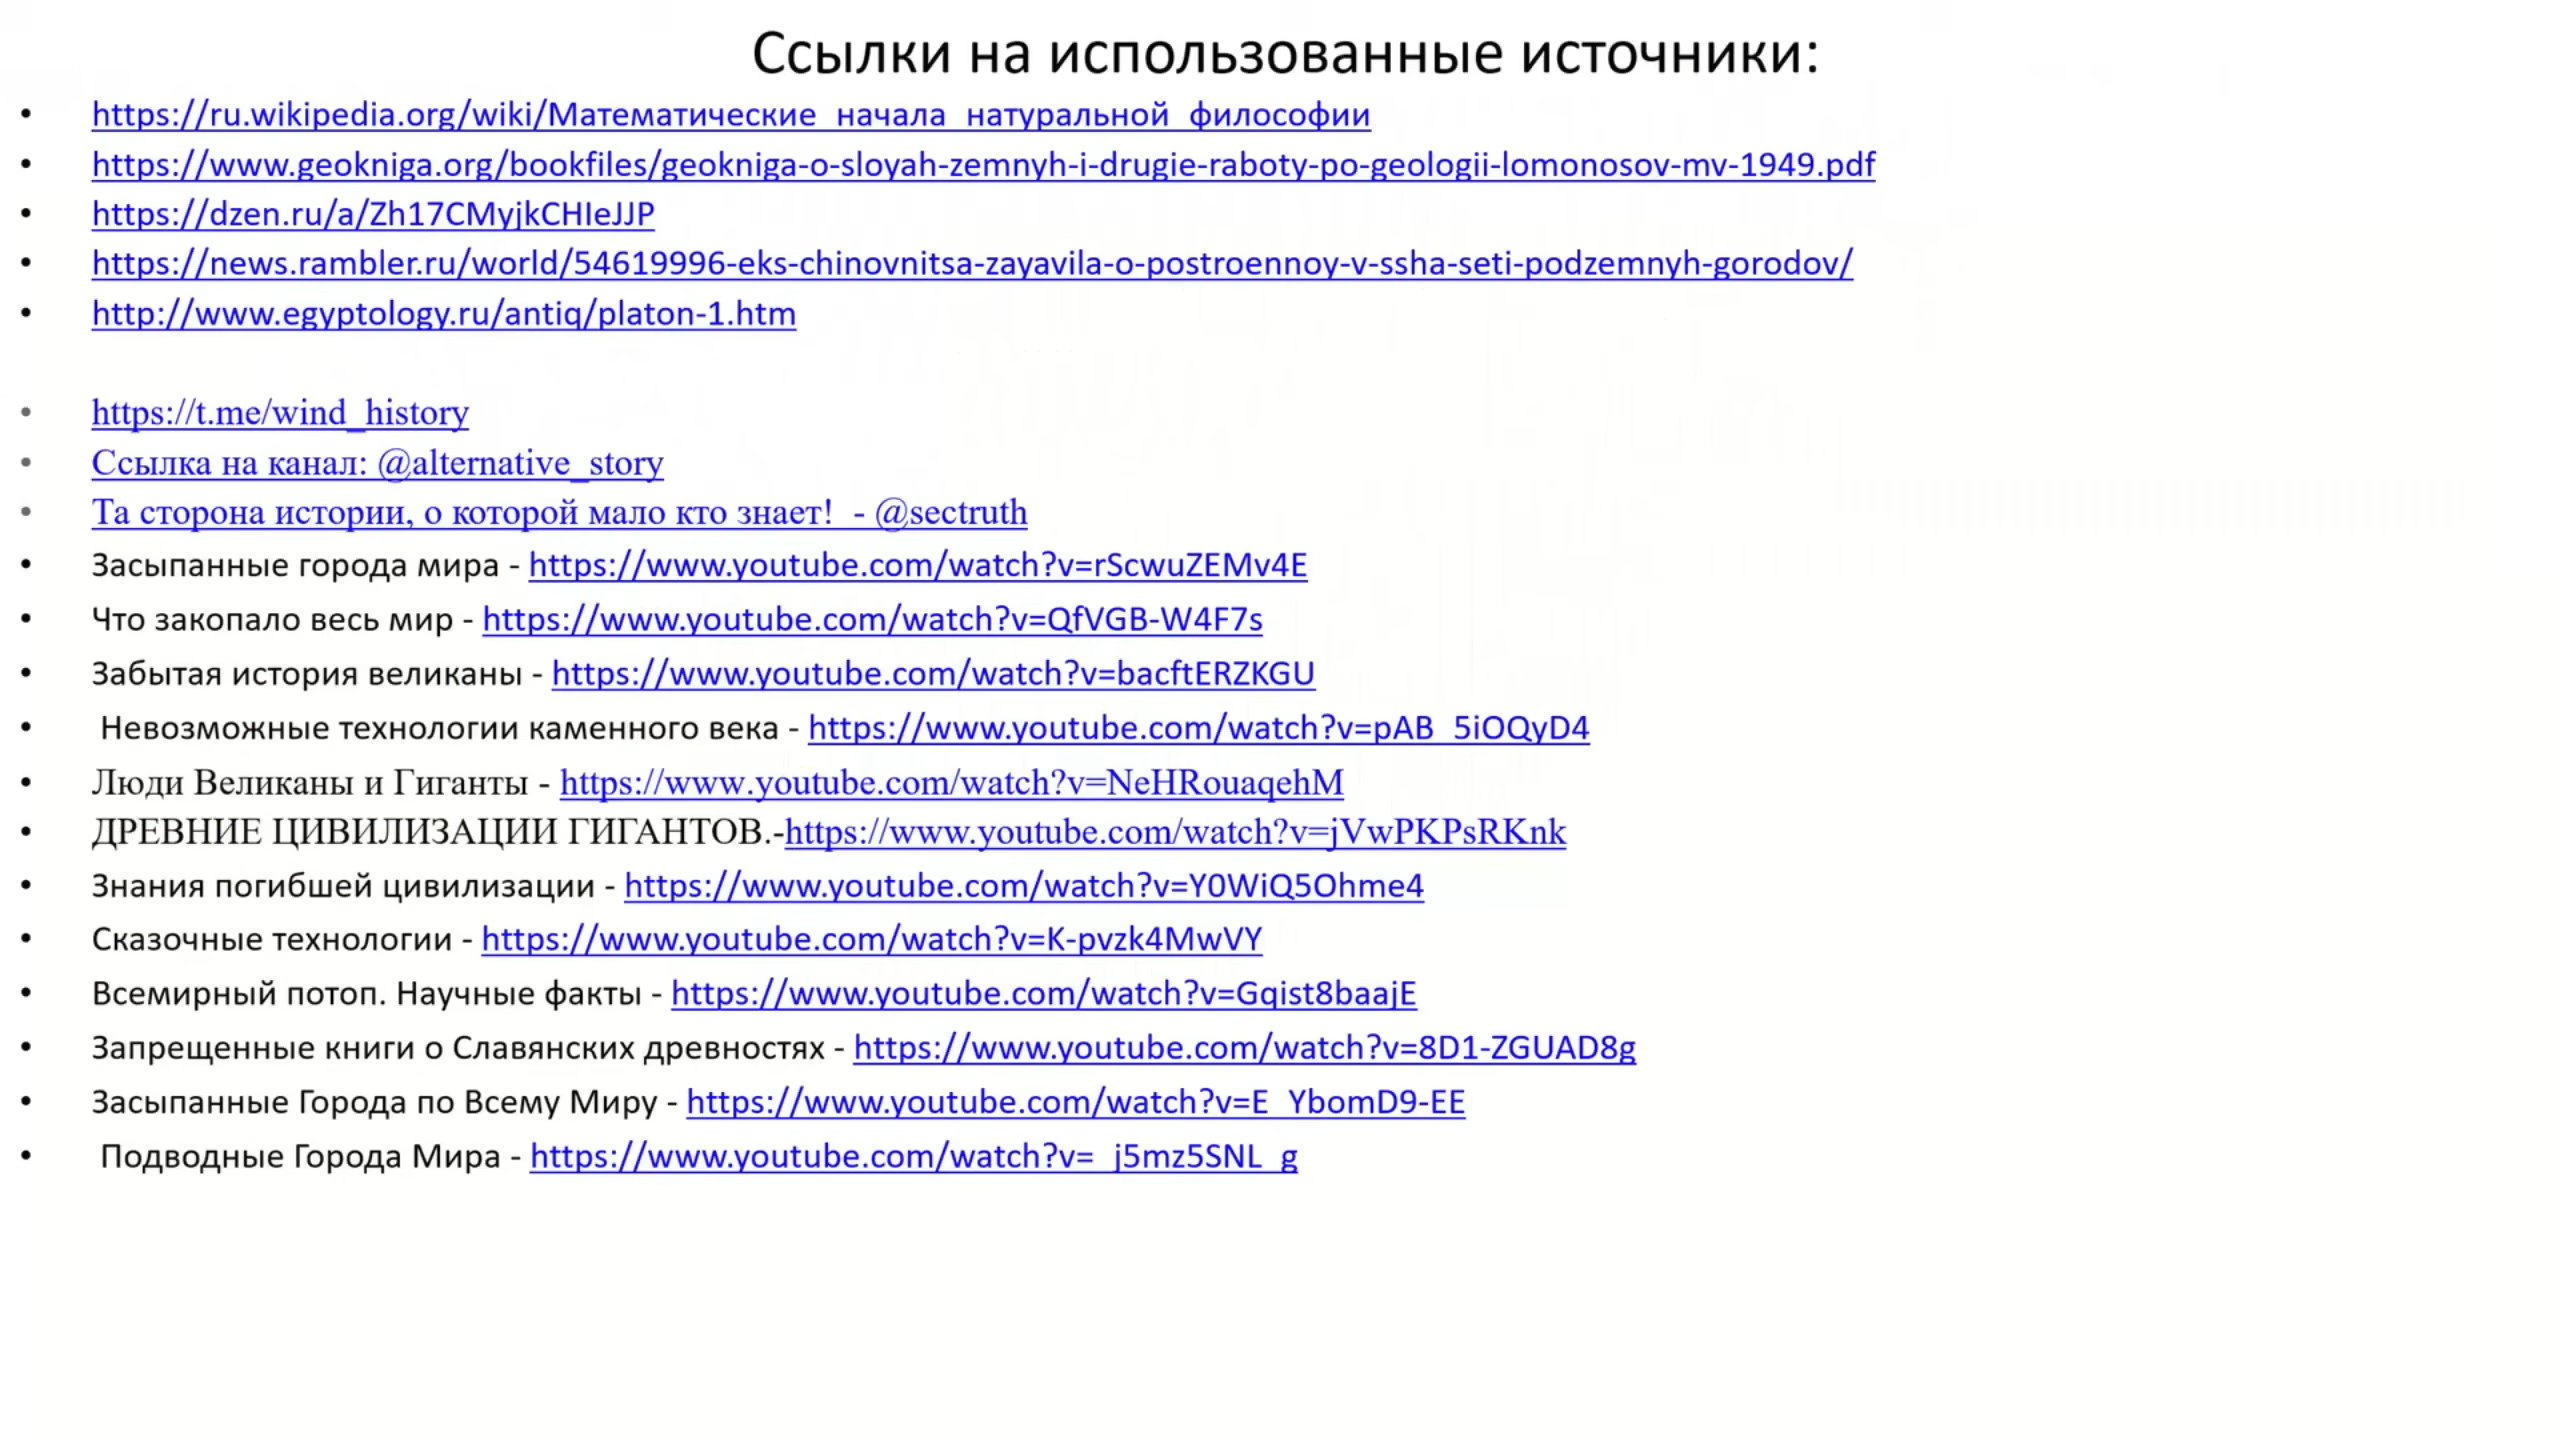 Ссылки на использованные источники:
• https://ru.wikipedia.org/wiki/Математические_начала_натуральной_философии
• https://www.geokniga.org/bookfiles/geokniga-o-sloyah-zemnyh-i-drugie-raboty-po-geologii-lomonosov-mv-1949.pdf
• https://dzen.ru/a/Zh17CMyjkCHIeJJP
• https://news.rambler.ru/world/54619996-eks-chinovnitsa-zayavila-o-postroennoy-v-ssha-seti-podzemnyh-gorodov/
• http://www.egyptology.ru/antiq/platon-1.htm
• https://t.me/wind_history
• Ссылка на канал: @alternative_story
• Та сторона истории, о которой мало кто знает!  - @sectruth
• Засыпанные города мира - https://www.youtube.com/watch?v=rScwuZEMv4E
• Что закопало весь мир - https://www.youtube.com/watch?v=QfVGB-W4F7s
• Забытая история великаны - https://www.youtube.com/watch?v=bacftERZKGU
• Невозможные технологии каменного века - https://www.youtube.com/watch?v=pAB_5iOQyD4
• Люди Великаны и Гиганты - https://www.youtube.com/watch?v=NeHRouaqehM
• ДРЕВНИЕ ЦИВИЛИЗАЦИИ ГИГАНТОВ.-https://www.youtube.com/watch?v=jVwPKPsRKnk
• Знания погибшей цивилизации - https://www.youtube.com/watch?v=Y0WiQ5Ohme4
• Сказочные технологии - https://www.youtube.com/watch?v=K-pvzk4MwVY
• Всемирный потоп. Научные факты - https://www.youtube.com/watch?v=Gqist8baajE
• Запрещенные книги о Славянских древностях - https://www.youtube.com/watch?v=8D1-ZGUAD8g
• Засыпанные Города по Всему Миру - https://www.youtube.com/watch?v=E_YbomD9-EE
• Подводные Города Мира - https://www.youtube.com/watch?v=_j5mz5SNL_g